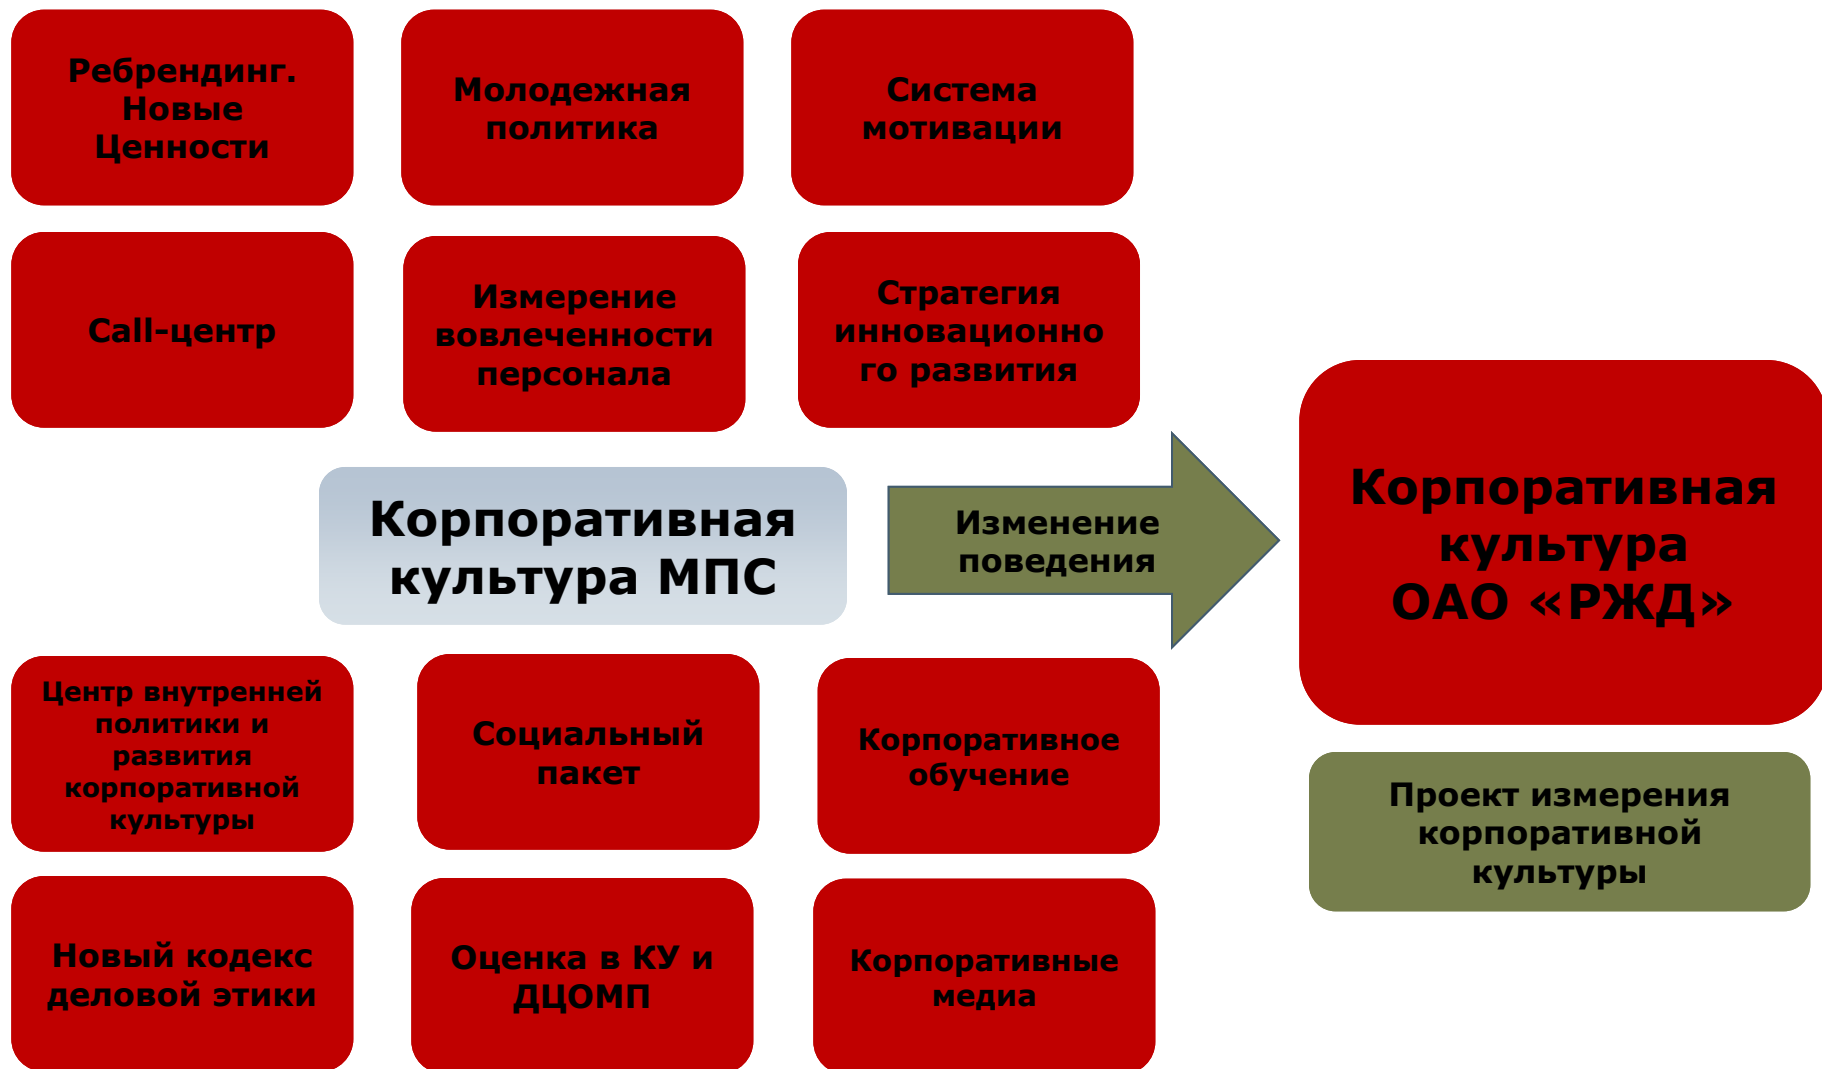 Ребрендинг.
Новые
Ценности
Молодежная
политика
Система
мотивации
Call–центр
Измерение
вовлеченности
персонала
Стратегия
инновационно
го развития
Корпоративная
культура МПС
Изменение
поведения
Корпоративная
культура
ОАО «РЖД»
Центр внутренней
политики и
развития
корпоративной
культуры
Социальный
пакет
Корпоративное
обучение
Проект измерения
корпоративной
культуры
Новый кодекс
деловой этики
Оценка в КУ и
ДЦОМП
Корпоративные
медиа